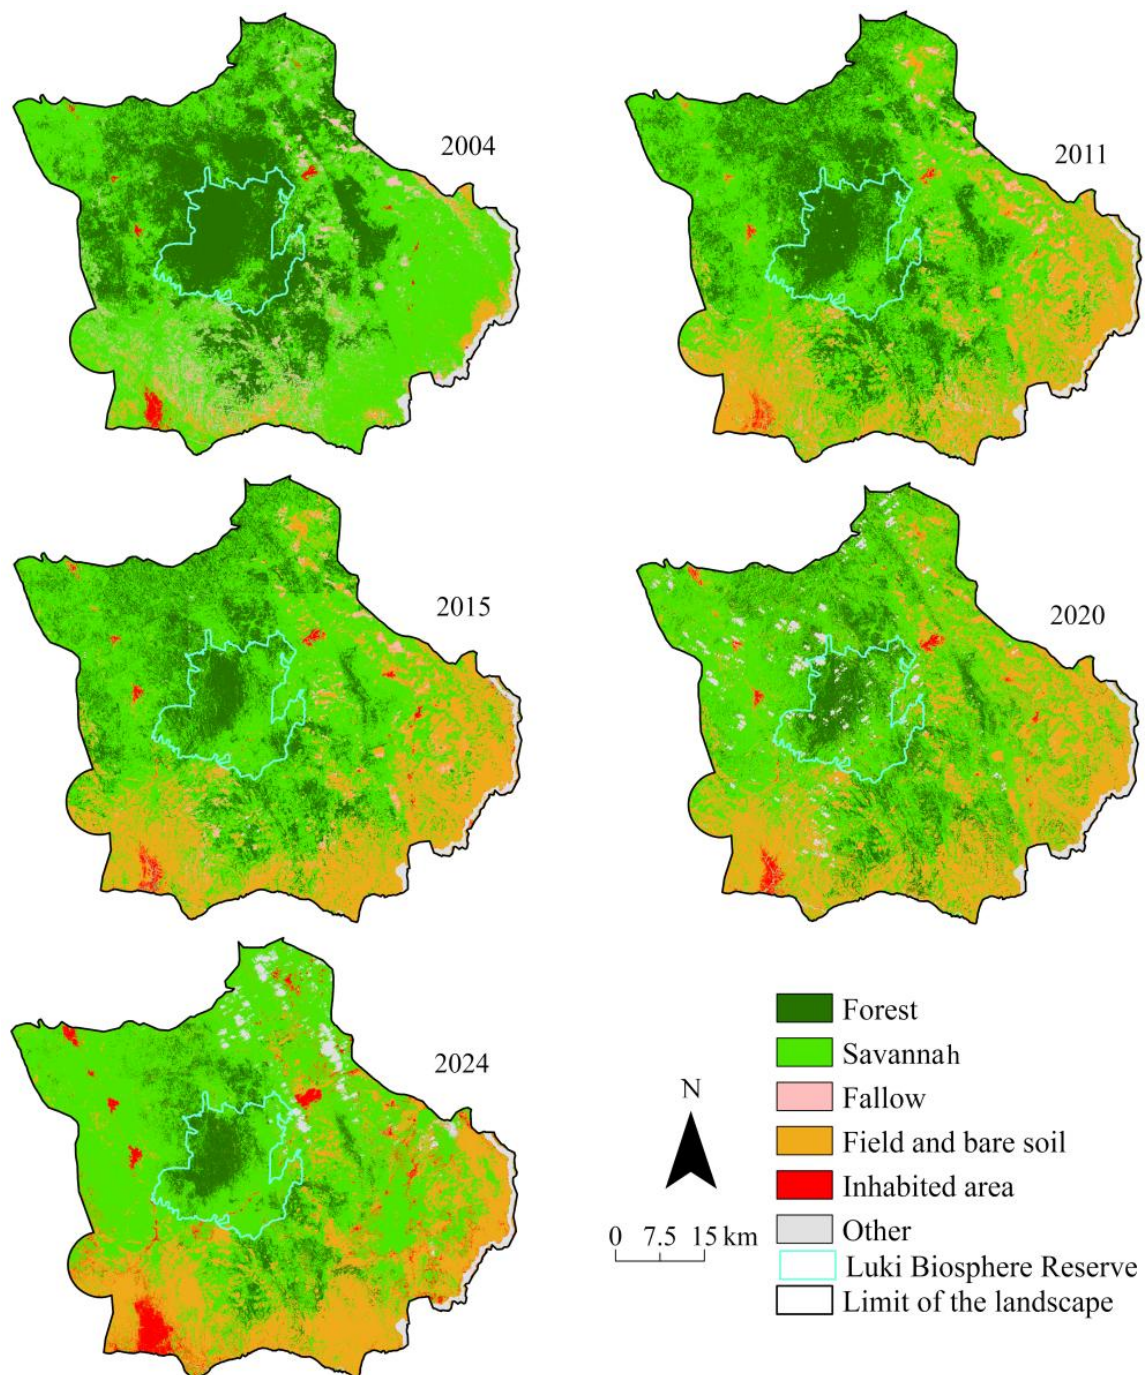 2004
2011
2015
2020
2024
Forest
Savannah
Fallow
Field and bare soil
Inhabited area
Other
Luki Biosphere Reserve
Limit of the landscape
N
0 7.5 15 km